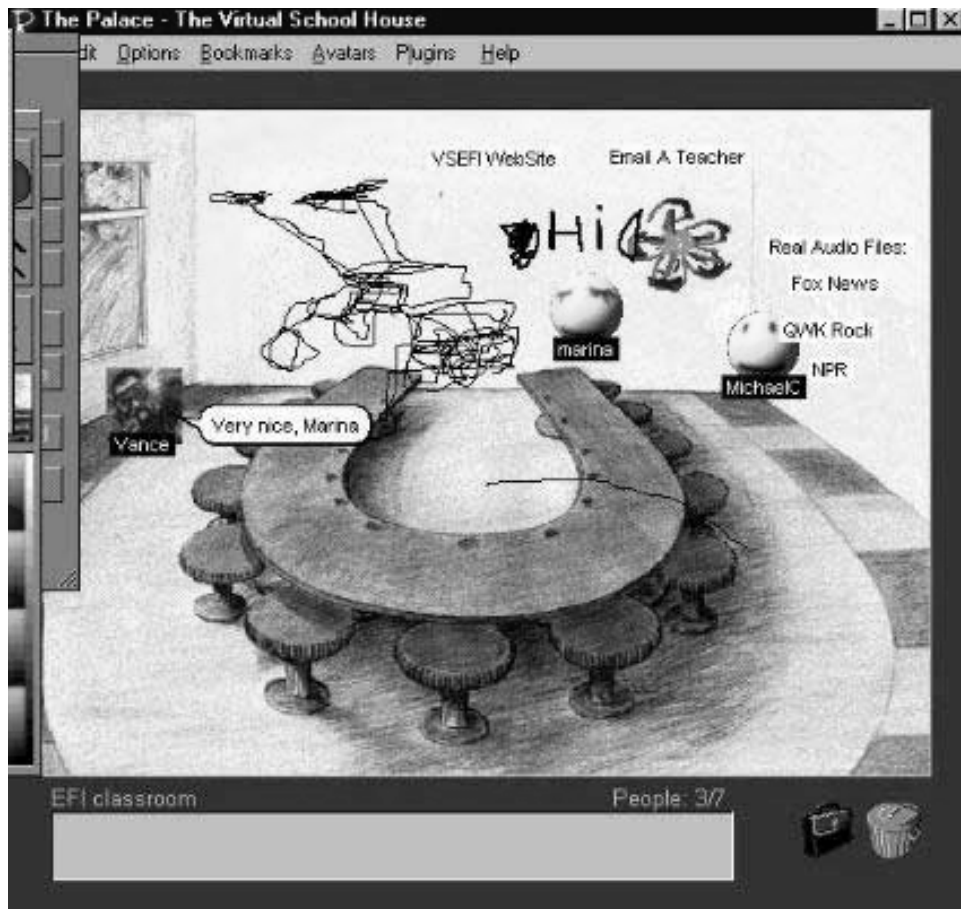 The Palace - The Virtual School House
dit Options Bookmarks Avatars Plugins Help
VSEFI WebSite
Email A Teacher
Hi
Real Audio Files:
Fox News
QWK Rock
NPR
marina
MichaelC
Vance
Very nice, Marina
EFI classroom
People: 3/7